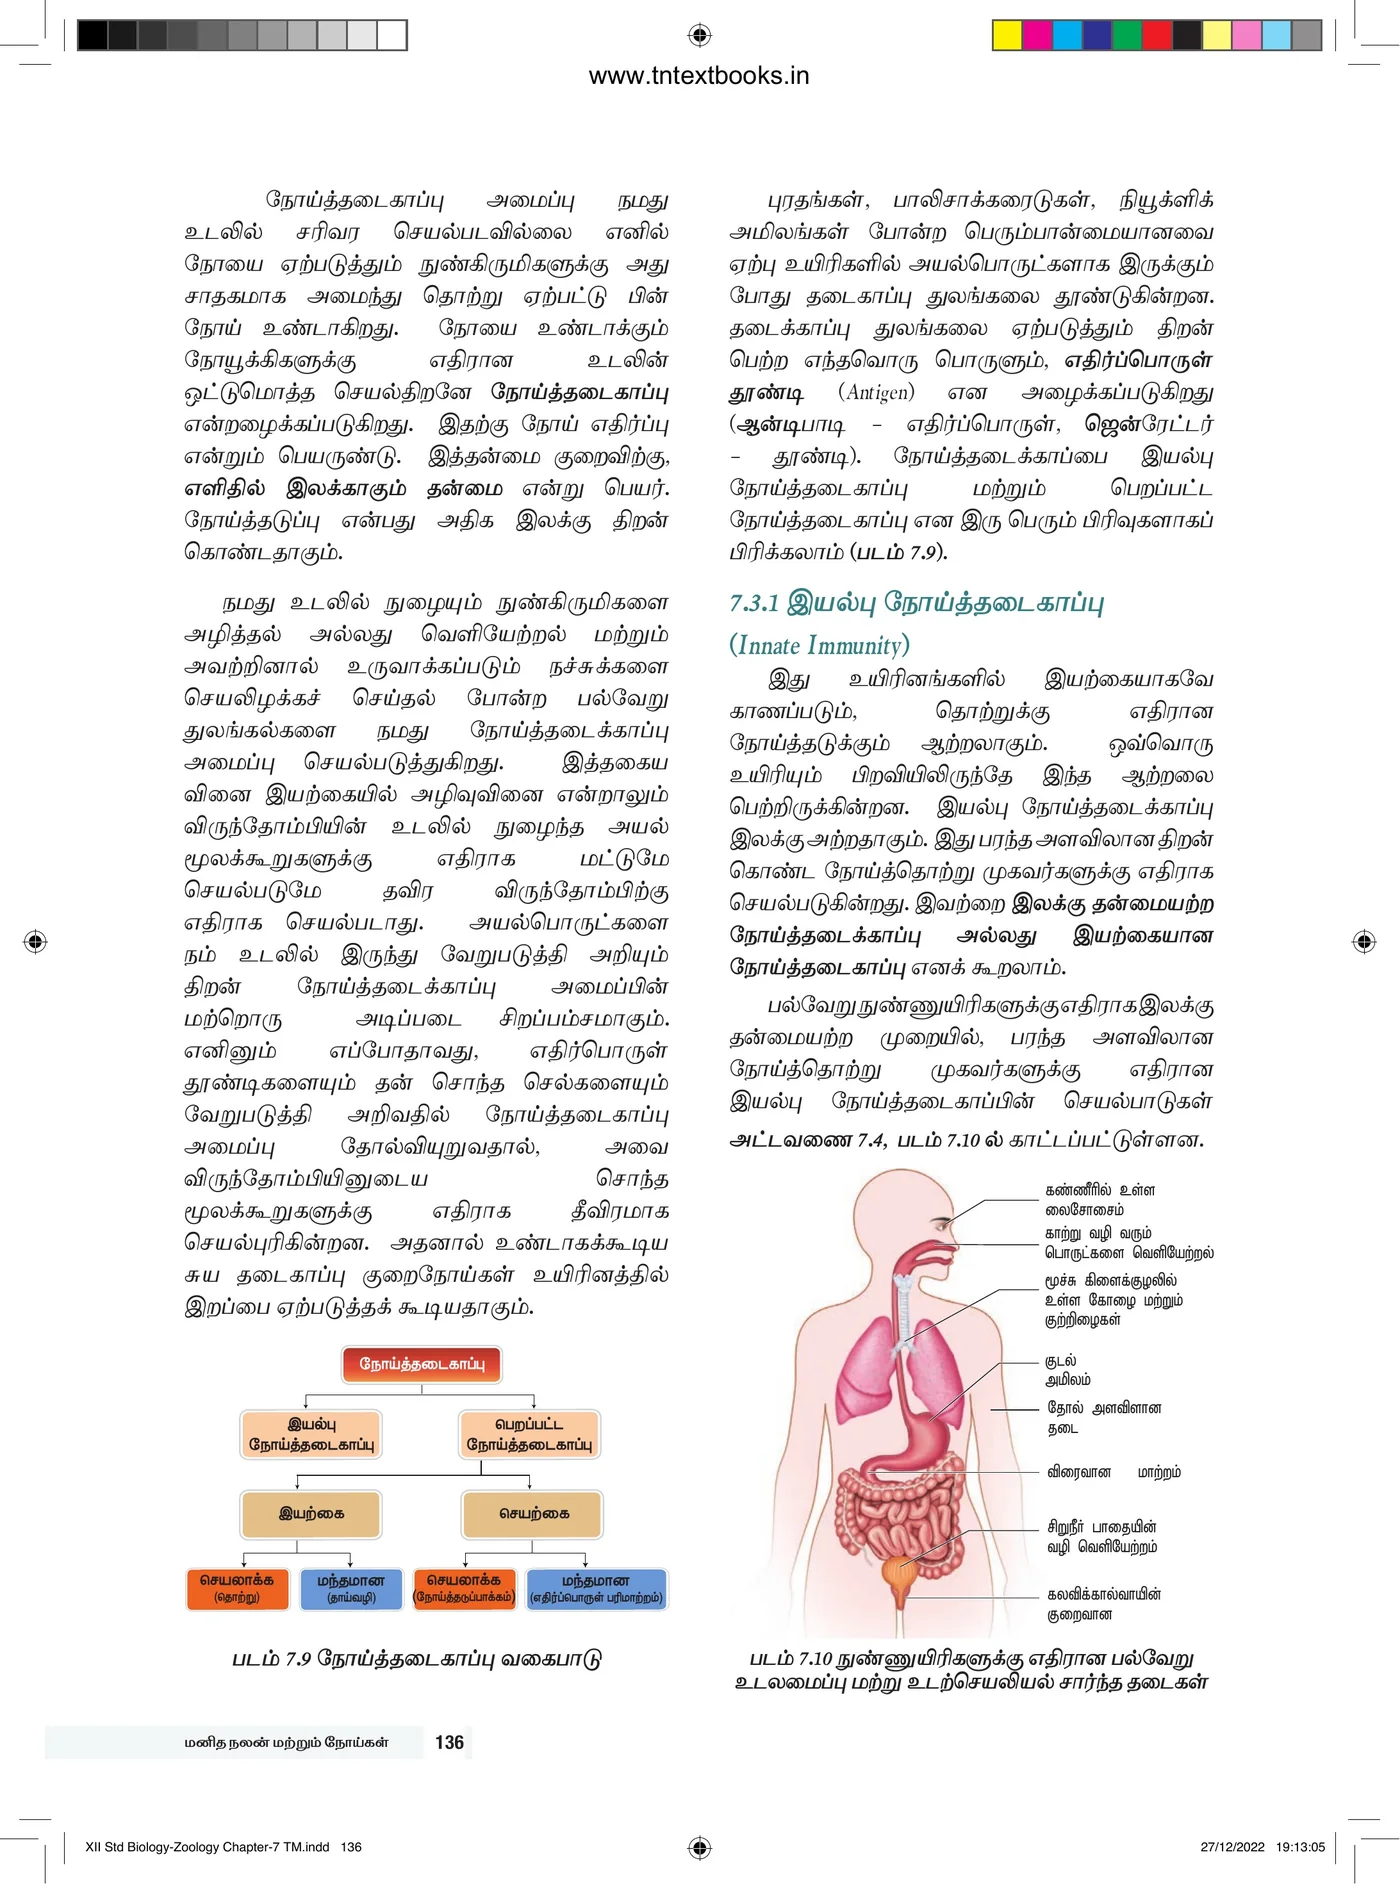 www.tntextbooks.in
நோய்த்தடைகாப்பு அமைப்பு நமது
உடலில் சரிவர செயல்படவில்லை எனில்
நோயை ஏற்படுத்தும் நுண்கிருமிகளுக்கு அது
சாதகமாக அமைந்து தொற்று ஏற்பட்டு பின்
நோய் உண்டாகிறது. நோயை உண்டாக்கும்
நோயூக்கிகளுக்கு எதிரான உடலின்
ஒட்டுமொத்த செயல்திறனே நோய்த்தடைகாப்பு
என்றழைக்கப்படுகிறது. இதற்கு நோய் எதிர்ப்பு
என்றும் பெயருண்டு. இத்தன்மை குறைவிற்கு,
எளிதில் இலக்காகும் தன்மை என்று பெயர்.
நோய்த்தடுப்பு என்பது அதிக இலக்கு திறன்
கொண்டதாகும்.
நமது உடலில் நுழையும் நுண்கிருமிகளை
அழித்தல் அல்லது வெளியேற்றல் மற்றும்
அவற்றினால் உருவாக்கப்படும் நச்சுக்களை
செயலிழக்கச் செய்தல் போன்ற பல்வேறு
துலங்கல்களை நமது நோய்த்தடைக்காப்பு
அமைப்பு செயல்படுத்துகிறது. இத்தகைய
வினை இயற்கையில் அழிவுவினை என்றாலும்
விருந்தோம்பியின் உடலில் நுழைந்த அயல்
மூலக்கூறுகளுக்கு எதிராக மட்டுமே
செயல்படுமே தவிர விருந்தோம்பிற்கு
எதிராக செயல்படாது. அயல்பொருட்களை
நம் உடலில் இருந்து வேறுபடுத்தி அறியும்
திறன் நோய்த்தடைக்காப்பு அமைப்பின்
மற்றொரு அடிப்படை சிறப்பம்சமாகும்.
எனினும் எப்போதாவது, எதிர்பொருள்
தூண்டிகளையும் தன் சொந்த செல்களையும்
வேறுபடுத்தி அறிவதில் நோய்த்தடைகாப்பு
அமைப்பு தோல்வியுறுவதால், அவை
விருந்தோம்பியினுடைய சொந்த
மூலக்கூறுகளுக்கு எதிராக தீவிரமாக
செயல்புரிகின்றன. அதனால் உண்டாகக்கூடிய
சுய தடைகாப்பு குறைநோய்கள் உயிரினத்தில்
இறப்பை ஏற்படுத்தக் கூடியதாகும்.
நோய்த்தடைகாப்பு
இயல்பு
நோய்த்தடைகாப்பு
பெறப்பட்ட
நோய்த்தடைகாப்பு
இயற்கை
செயற்கை
செயலாக்க
(தொற்று)
மந்தமான
(தாய்வழி)
செயலாக்க
(நோய்த்தடுப்பாக்கம்)
மந்தமான
(எதிர்ப்பொருள் பரிமாற்றம்)
படம் 7.9 நோய்த்தடைகாப்பு வகைபாடு
புரதங்கள், பாலிசாக்கரைடுகள், நியூக்ளிக்
அமிலங்கள் போன்ற பெரும்பான்மையானவை
ஏற்பு உயிரிகளில் அயல்பொருட்களாக இருக்கும்
போது தடைகாப்பு துலங்கலை தூண்டுகின்றன.
தடைக்காப்பு துலங்கலை ஏற்படுத்தும் திறன்
பெற்ற எந்தவொரு பொருளும், எதிர்ப்பொருள்
தூண்டி (Antigen) என அழைக்கப்படுகிறது
(ஆன்டிபாடி – எதிர்ப்பொருள், ஜென்ரேட்டர்
– தூண்டி). நோய்த்தடைக்காப்பை இயல்பு
நோய்த்தடைகாப்பு மற்றும் பெறப்பட்ட
நோய்த்தடைகாப்பு என இரு பெரும் பிரிவுகளாகப்
பிரிக்கலாம் (படம் 7.9).
7.3.1 இயல்பு நோய்த்தடைகாப்பு
(Innate Immunity)
இது உயிரினங்களில் இயற்கையாகவே
காணப்படும், தொற்றுக்கு எதிரான
நோய்த்தடுக்கும் ஆற்றலாகும். ஒவ்வொரு
உயிரியும் பிறவியிலிருந்தே இந்த ஆற்றலை
பெற்றிருக்கின்றன. இயல்பு நோய்த்தடைக்காப்பு
இலக்கு அற்றதாகும். இது பரந்த அளவிலான திறன்
கொண்ட நோய்த்தொற்று முகவர்களுக்கு எதிராக
செயல்படுகின்றது. இவற்றை இலக்கு தன்மையற்ற
நோய்த்தடைக்காப்பு அல்லது இயற்கையான
நோய்த்தடைகாப்பு எனக் கூறலாம்.
பல்வேறு நுண்ணுயிரிகளுக்கு எதிராக இலக்கு
தன்மையற்ற முறையில், பரந்த அளவிலான
நோய்த்தொற்று முகவர்களுக்கு எதிரான
இயல்பு நோய்த்தடைகாப்பின் செயல்பாடுகள்
அட்டவணை 7.4, படம் 7.10 ல் காட்டப்பட்டுள்ளன.
கண்ணீரில் உள்ள
லைசோசைம்
காற்று வழி வரும்
பொருட்களை வெளியேற்றல்
மூச்சு கிளைக்குழலில்
உள்ள கோழை மற்றும்
குற்றிழைகள்
குடல்
அமிலம்
தோல் அளவிளான
தடை
விரைவான மாற்றம்
சிறுநீர் பாதையின்
வழி வெளியேற்றம்
கலவிக்கால்வாயின்
குறைவான
படம் 7.10 நுண்ணுயிரிகளுக்கு எதிரான பல்வேறு
உடலமைப்பு மற்று உடற்செயலியல் சார்ந்த தடைகள்
மனித நலன் மற்றும் நோய்கள் 136
XII Std Biology-Zoology Chapter-7 TM.indd 136
27/12/2022 19:13:05